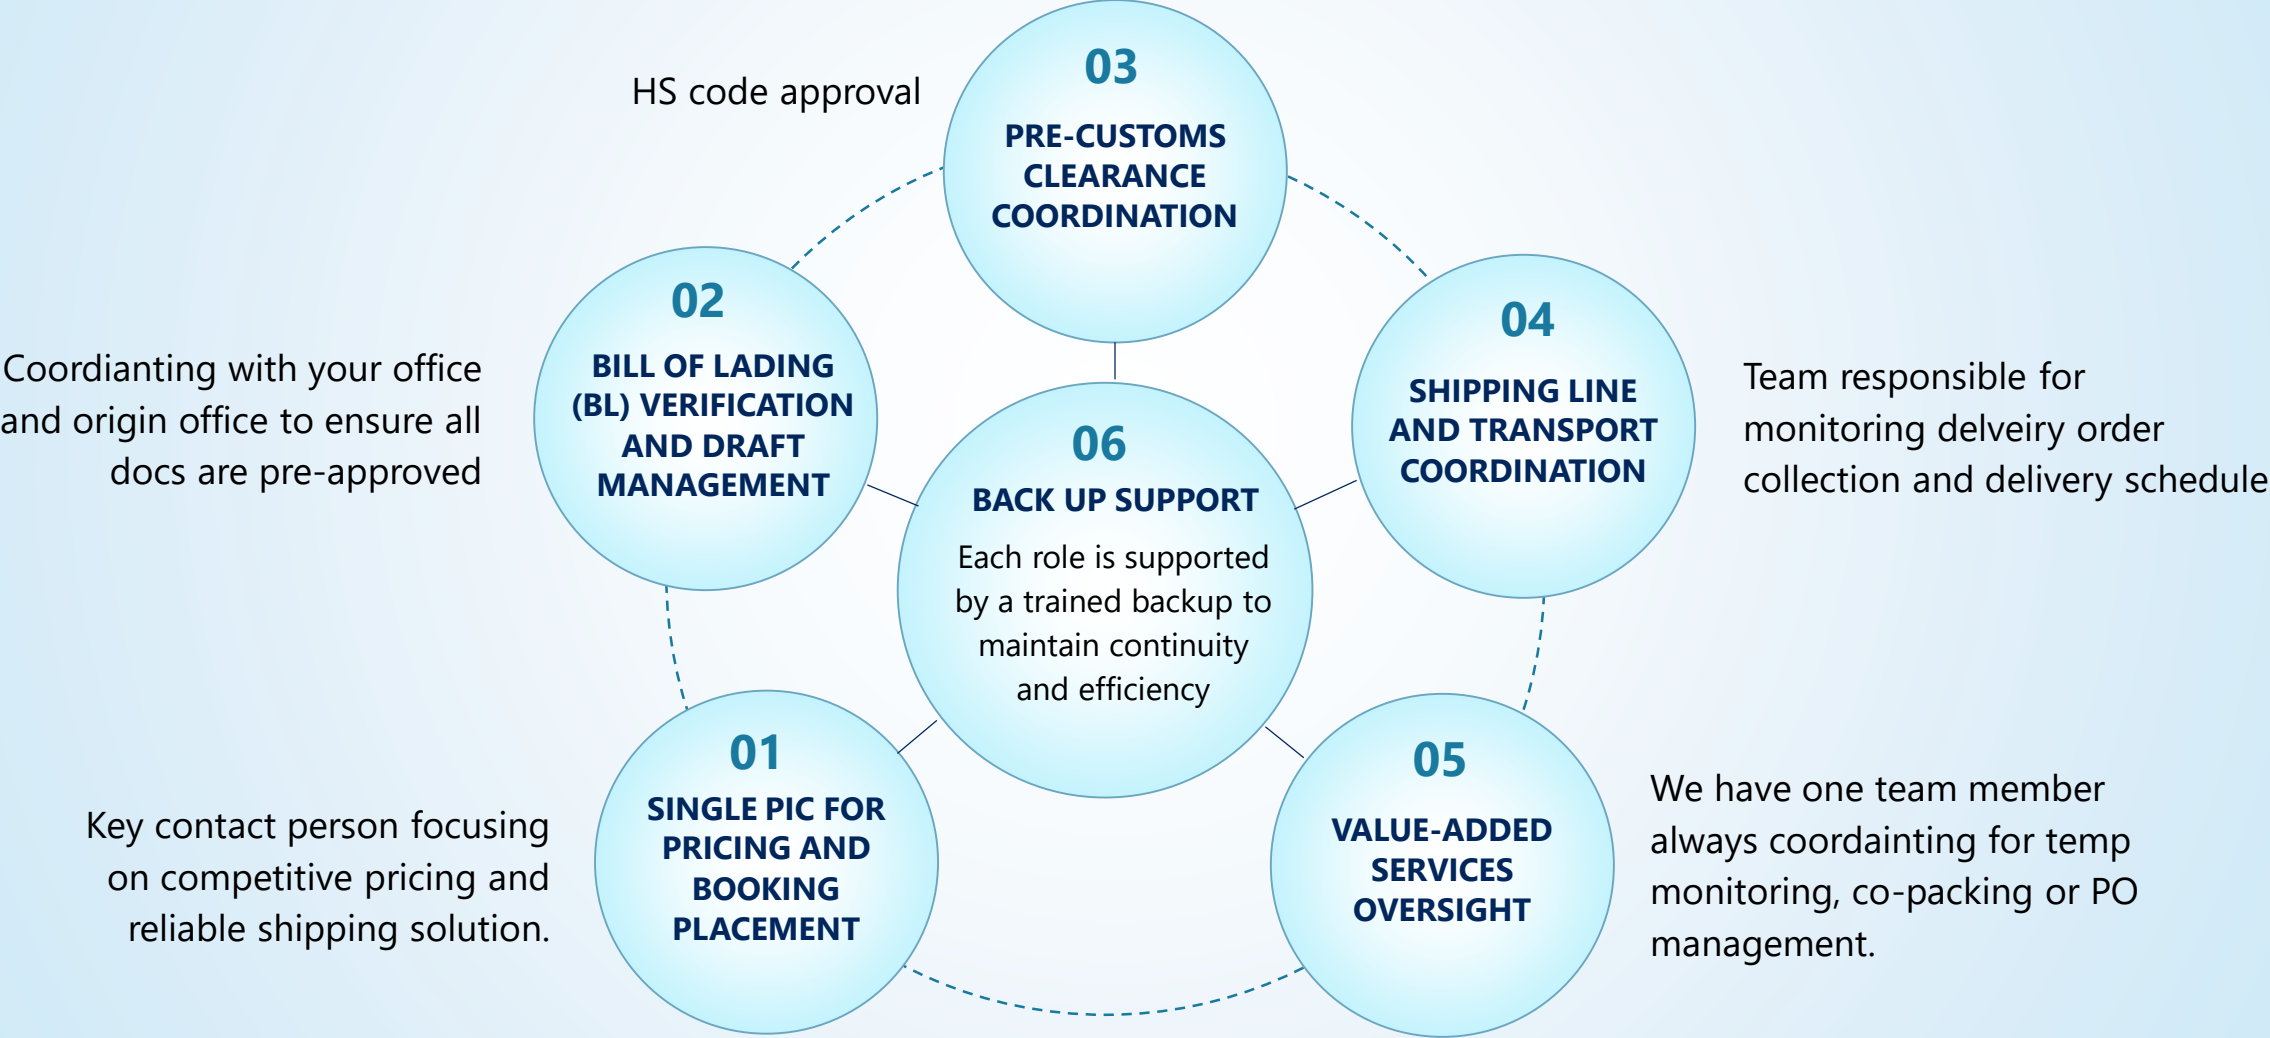 HS code approval
03
PRE-CUSTOMS
CLEARANCE
COORDINATION
02
BILL OF LADING
(BL) VERIFICATION
AND DRAFT
MANAGEMENT
Coordianting with your office
and origin office to ensure all
docs are pre-approved
04
SHIPPING LINE
AND TRANSPORT
COORDINATION
Team responsible for
monitoring delveiry order
collection and delivery schedule
06
BACK UP SUPPORT
Each role is supported
by a trained backup to
maintain continuity
and efficiency
01
SINGLE PIC FOR
PRICING AND
BOOKING
PLACEMENT
Key contact person focusing
on competitive pricing and
reliable shipping solution.
05
VALUE-ADDED
SERVICES
OVERSIGHT
We have one team member
always coordainting for temp
monitoring, co-packing or PO
management.